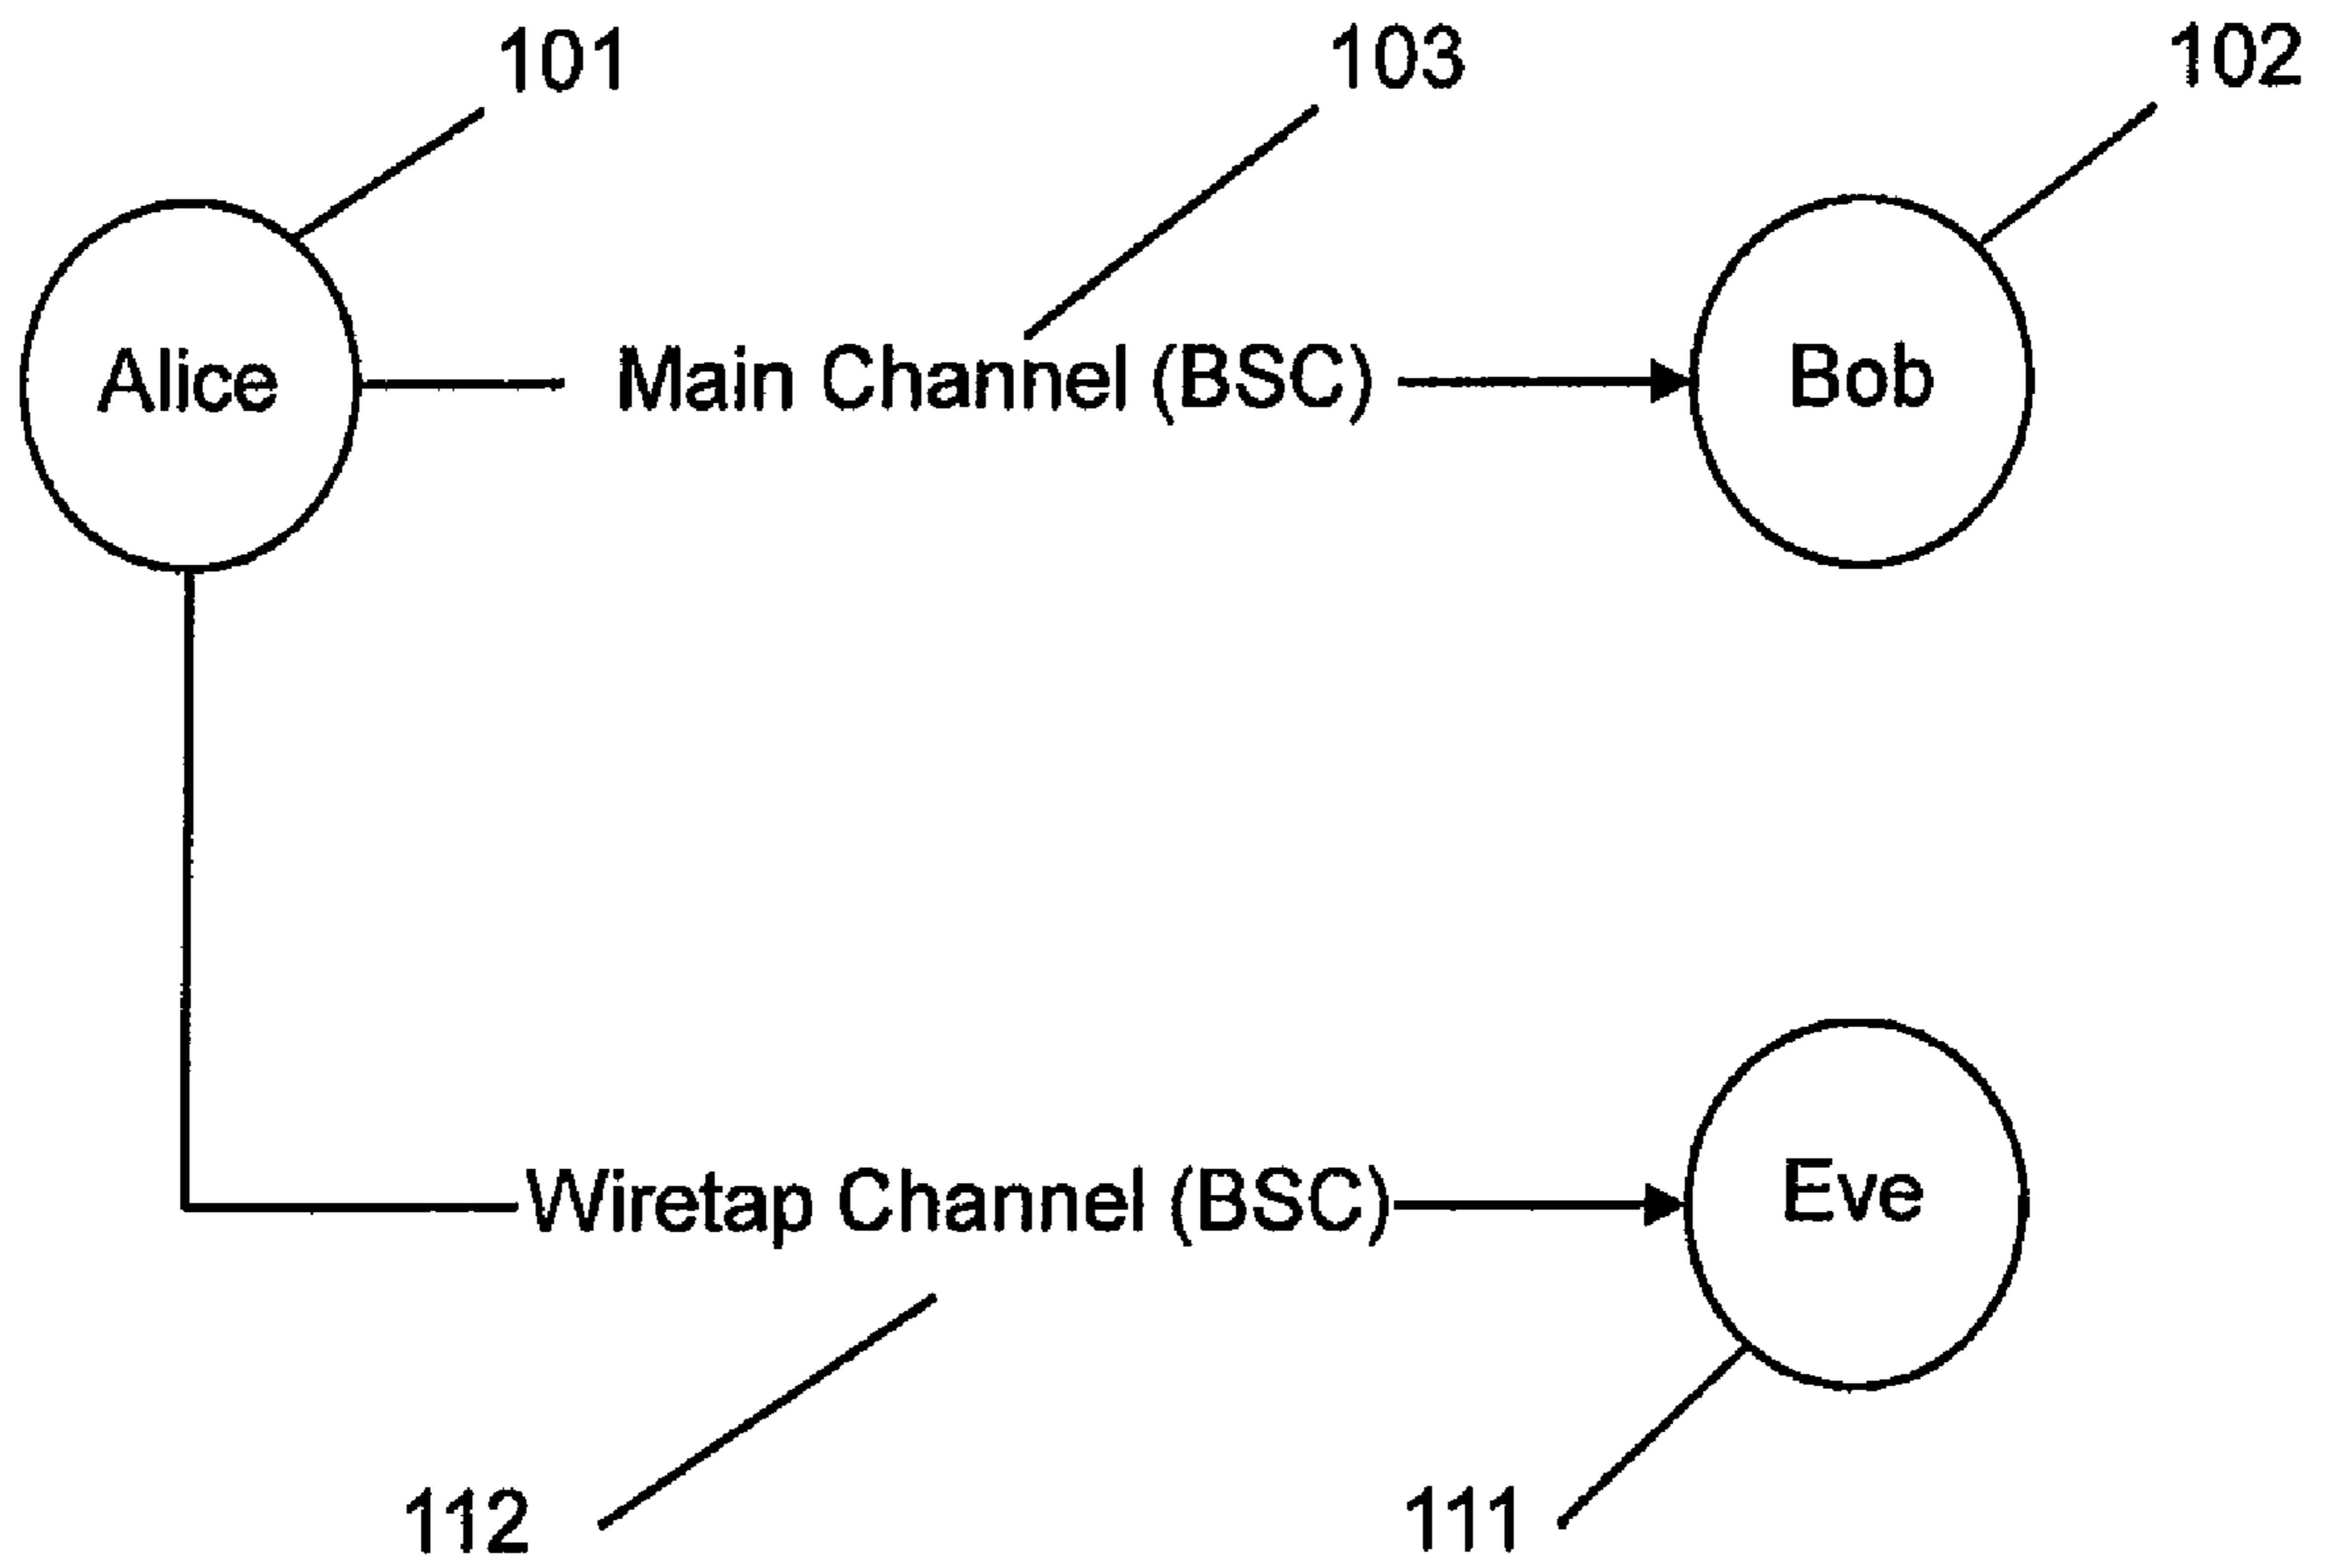 101
103
102
Alice
Main Channel (BSC)
Bob
Wiretap Channel (BSC)
Eve
112
111